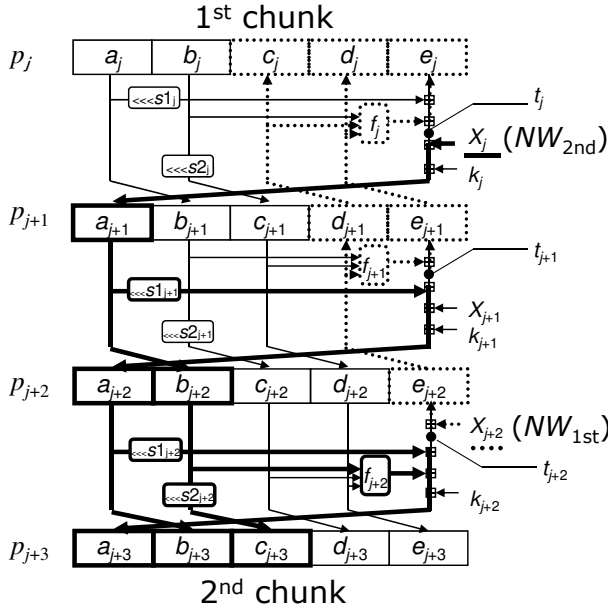 1st chunk
pj aj bj cj dj ej
<<<s1j
tj
fj
Xj (NW2nd)
<<<s2j
kj
pj+1 aj+1 bj+1 cj+1 dj+1 ej+1
fj+1
tj+1
<<<s1j+1
Xj+1
<<<s2j+1
kj+1
pj+2 aj+2 bj+2 cj+2 dj+2 ej+2
Xj+2 (NW1st)
<<<s1j+2
tj+2
fj+2
<<<s2j+2
kj+2
pj+3 aj+3 bj+3 cj+3 dj+3 ej+3
2nd chunk